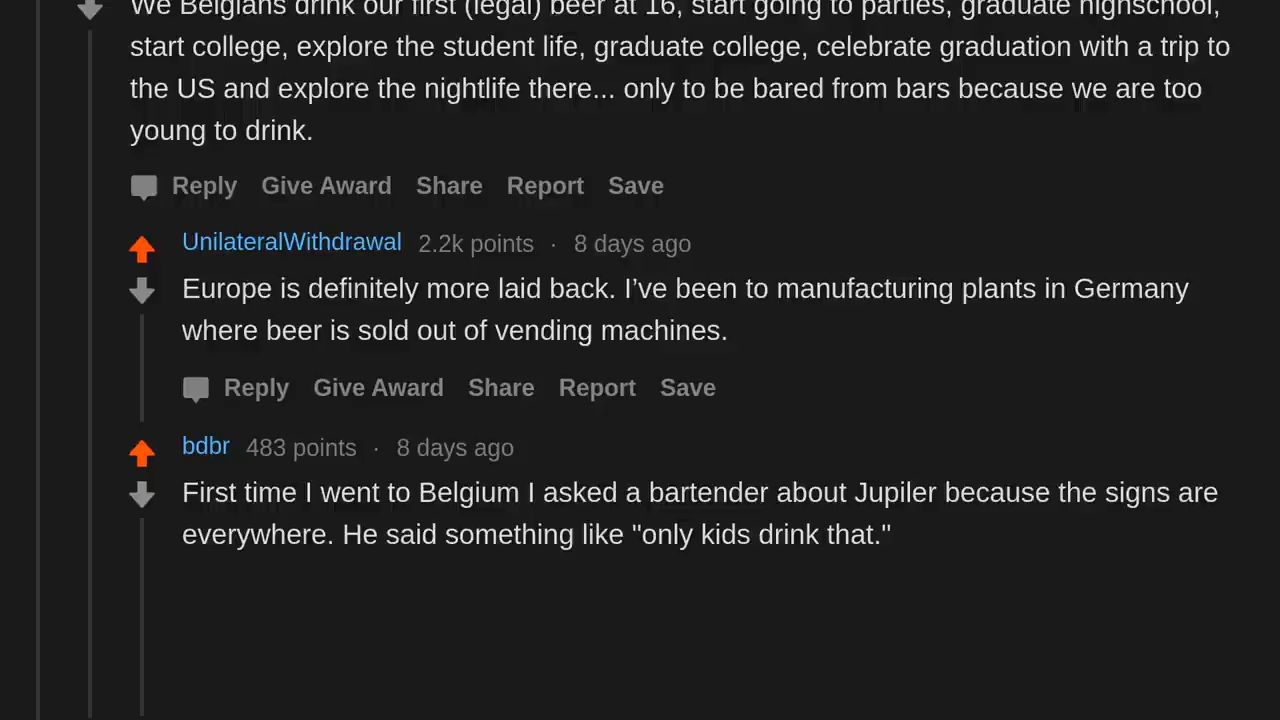 We Belgians drink our first (legal) beer at 16, start going to parties, graduate highschool,
start college, explore the student life, graduate college, celebrate graduation with a trip to
the US and explore the nightlife there... only to be bared from bars because we are too
young to drink.
Reply Give Award Share Report Save
UnilateralWithdrawal 2.2k points · 8 days ago
Europe is definitely more laid back. I’ve been to manufacturing plants in Germany
where beer is sold out of vending machines.
Reply Give Award Share Report Save
bdbr 483 points · 8 days ago
First time I went to Belgium I asked a bartender about Jupiler because the signs are
everywhere. He said something like "only kids drink that."